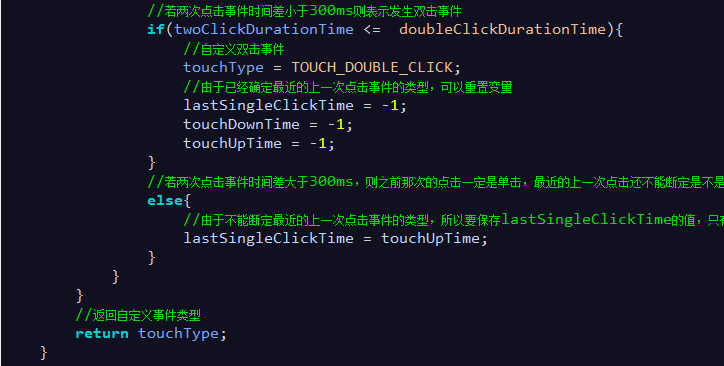 //若两次点击事件时间差小于300ms则表示发生双击事件
if(twoClickDurationTime <=  doubleClickDurationTime){
//自定义双击事件
touchType = TOUCH_DOUBLE_CLICK;
//由于已经确定最近的上一次点击事件的类型，可以重置变量
lastSingleClickTime = -1;
touchDownTime = -1;
touchUpTime = -1;
}
//若两次点击事件时间差大于300ms，则之前那次的点击一定是单击，最近的上一次点击还不能断定是不是
else{
//由于不能断定最近的上一次点击事件的类型，所以要保存lastSingleClickTime的值，只有
lastSingleClickTime = touchUpTime;
}
}
}
//返回自定义事件类型
return touchType;
}